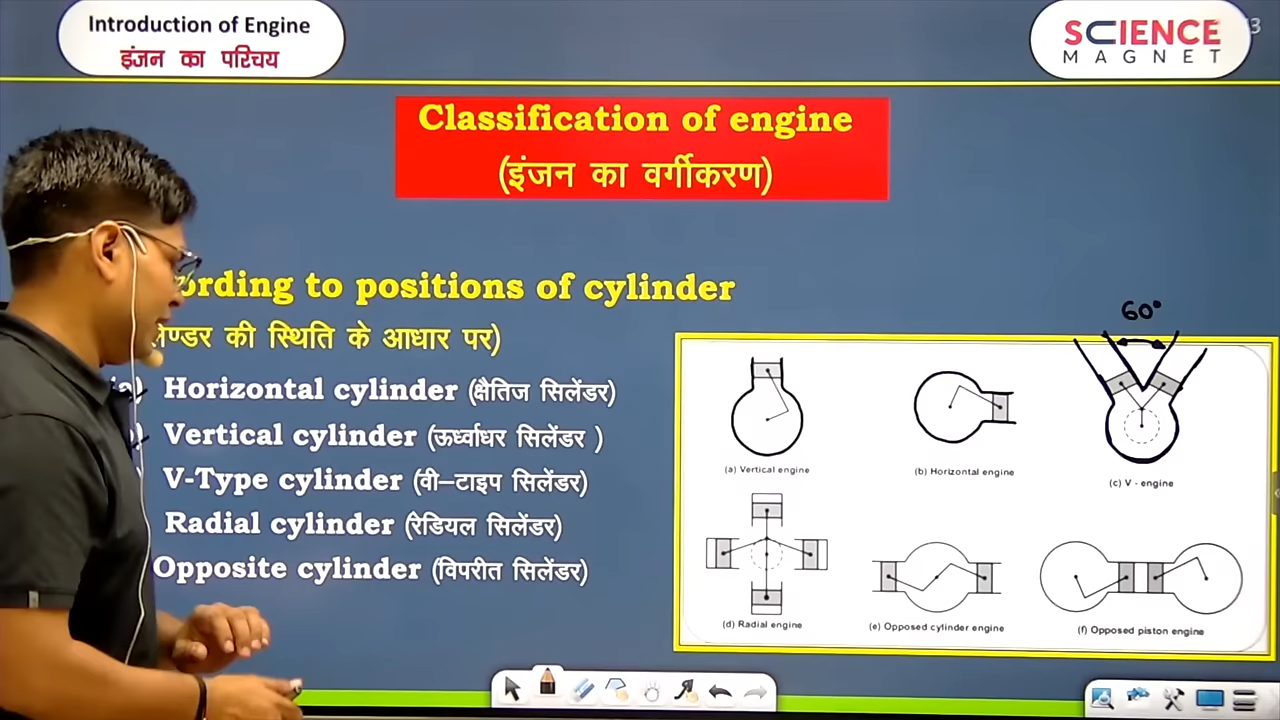 Introduction of Engine
इंजन का परिचय
SCIENCE
MAGNET
Classification of engine
(इंजन का वर्गीकरण)
to positions of cylinder
की स्थिति के आधार पर)
Horizontal cylinder (क्षैतिज सिलेंडर)
Vertical cylinder (ऊर्ध्वाधर सिलेंडर )
V-Type cylinder (वी–टाइप सिलेंडर)
Radial cylinder (रेडियल सिलेंडर)
Opposite cylinder (विपरीत सिलेंडर)
60°
(a) Vertical engine
(b) Horizontal engine
(c) V - engine
(d) Radial engine
(e) Opposed cylinder engine
(f) Opposed piston engine